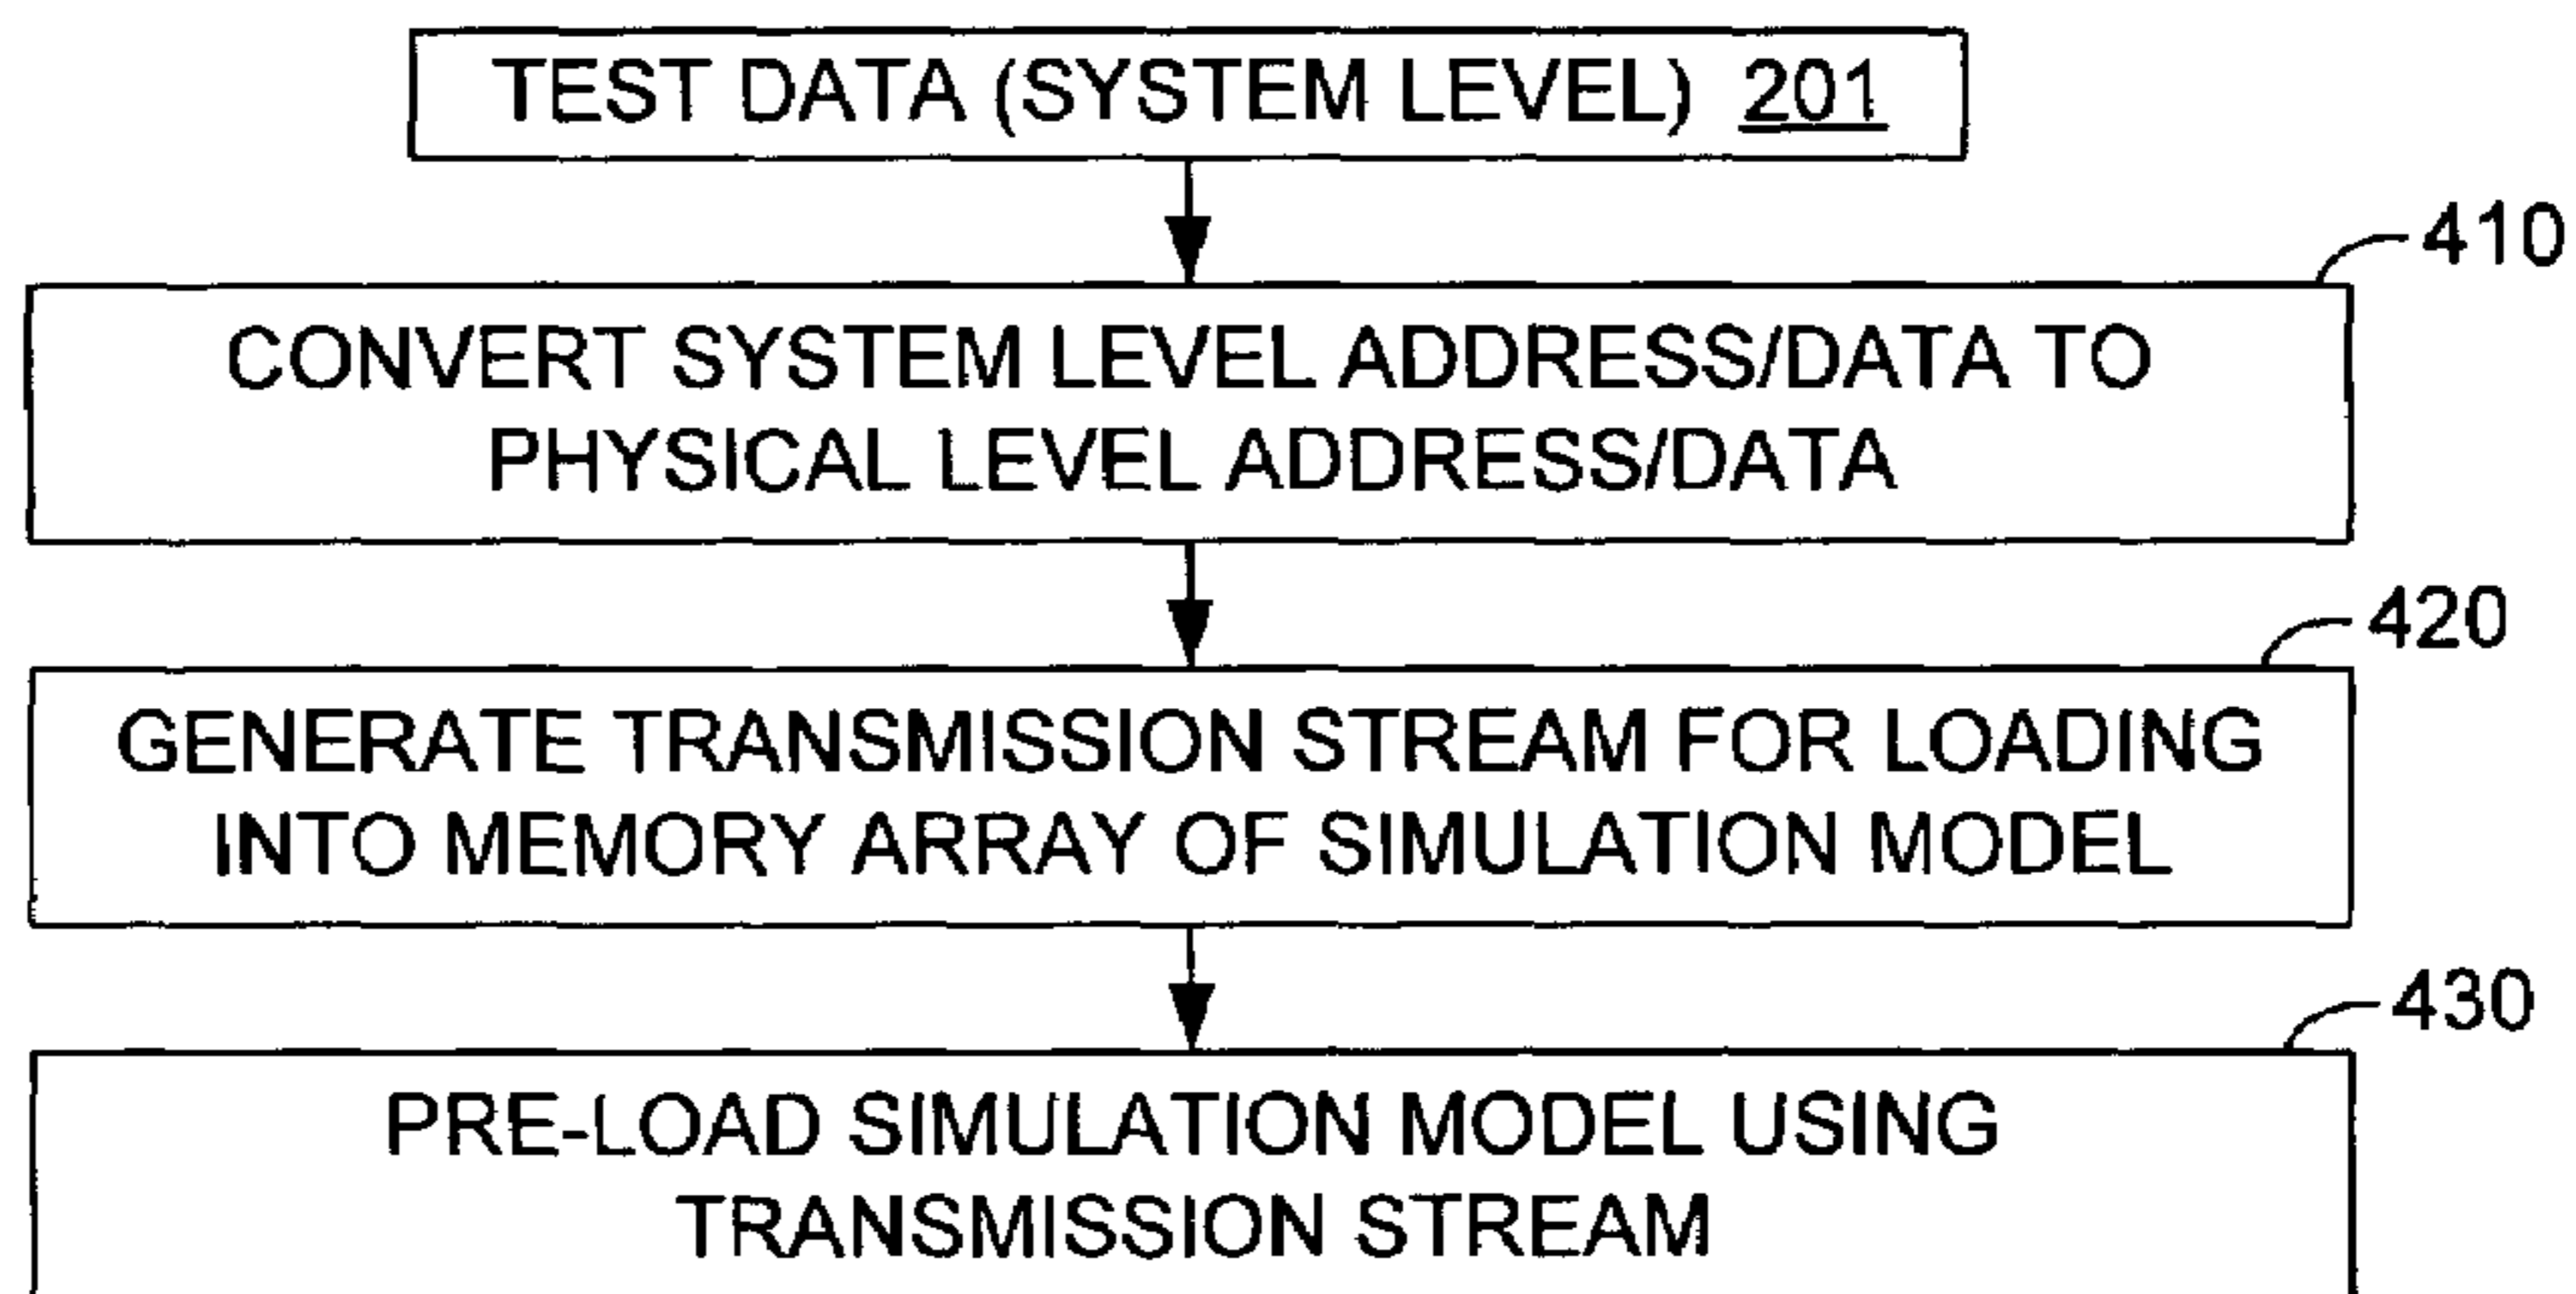 TEST DATA (SYSTEM LEVEL) 201
410
CONVERT SYSTEM LEVEL ADDRESS/DATA TO
PHYSICAL LEVEL ADDRESS/DATA
420
GENERATE TRANSMISSION STREAM FOR LOADING
INTO MEMORY ARRAY OF SIMULATION MODEL
430
PRE-LOAD SIMULATION MODEL USING
TRANSMISSION STREAM